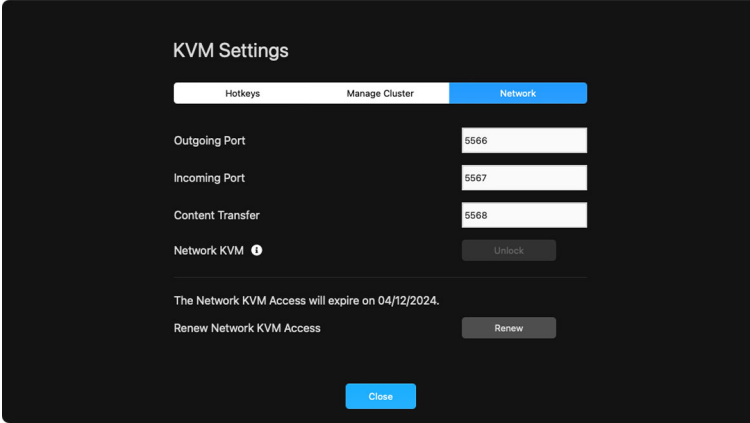 KVM Settings
Hotkeys Manage Cluster Network
Outgoing Port 5566
Incoming Port 5567
Content Transfer 5568
Network KVM i Unlock
The Network KVM Access will expire on 04/12/2024.
Renew Network KVM Access Renew
Close